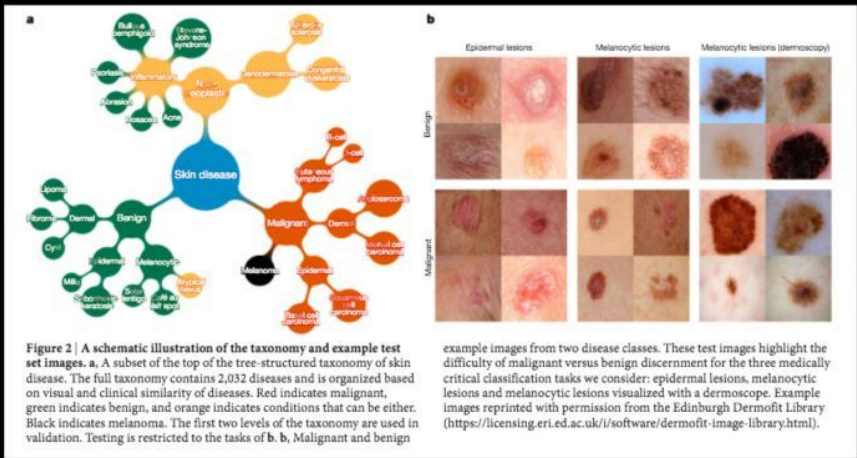 a
Bullous
pemphigoid
Stevens-
Johnson
syndrome
Psoriasis
Inflammatory
Abrasion
Rosacea
Acne
sclerosis
Genodermatosis
Congenital
Skin disease
B-cell
T-cell
lymphoma
Angiosarcoma
Dermal
Merkel cell
carcinoma
Malignant
Melanoma
Epidermal
Basal cell
carcinoma
Squamous
cell
carcinoma
Lipoma
Fibroma
Cyst
Dermal
Benign
Epidermal
Milia
Seborrhoeic
keratosis
Melanocytic
Solar
lentigo
Café au
lait spot
Atypical
nevus
b
Epidermal lesions
Melanocytic lesions
Melanocytic lesions (dermoscopy)
Benign
Malignant
Figure 2 | A schematic illustration of the taxonomy and example test
set images. a, A subset of the top of the tree-structured taxonomy of skin
disease. The full taxonomy contains 2,032 diseases and is organized based
on visual and clinical similarity of diseases. Red indicates malignant,
green indicates benign, and orange indicates conditions that can be either.
Black indicates melanoma. The first two levels of the taxonomy are used in
validation. Testing is restricted to the tasks of b. b, Malignant and benign
example images from two disease classes. These test images highlight the
difficulty of malignant versus benign discernment for the three medically
critical classification tasks we consider: epidermal lesions, melanocytic
lesions and melanocytic lesions visualized with a dermoscope. Example
images reprinted with permission from the Edinburgh Dermofit Library
(https://licensing.eri.ed.ac.uk/i/software/dermofit-image-library.html).